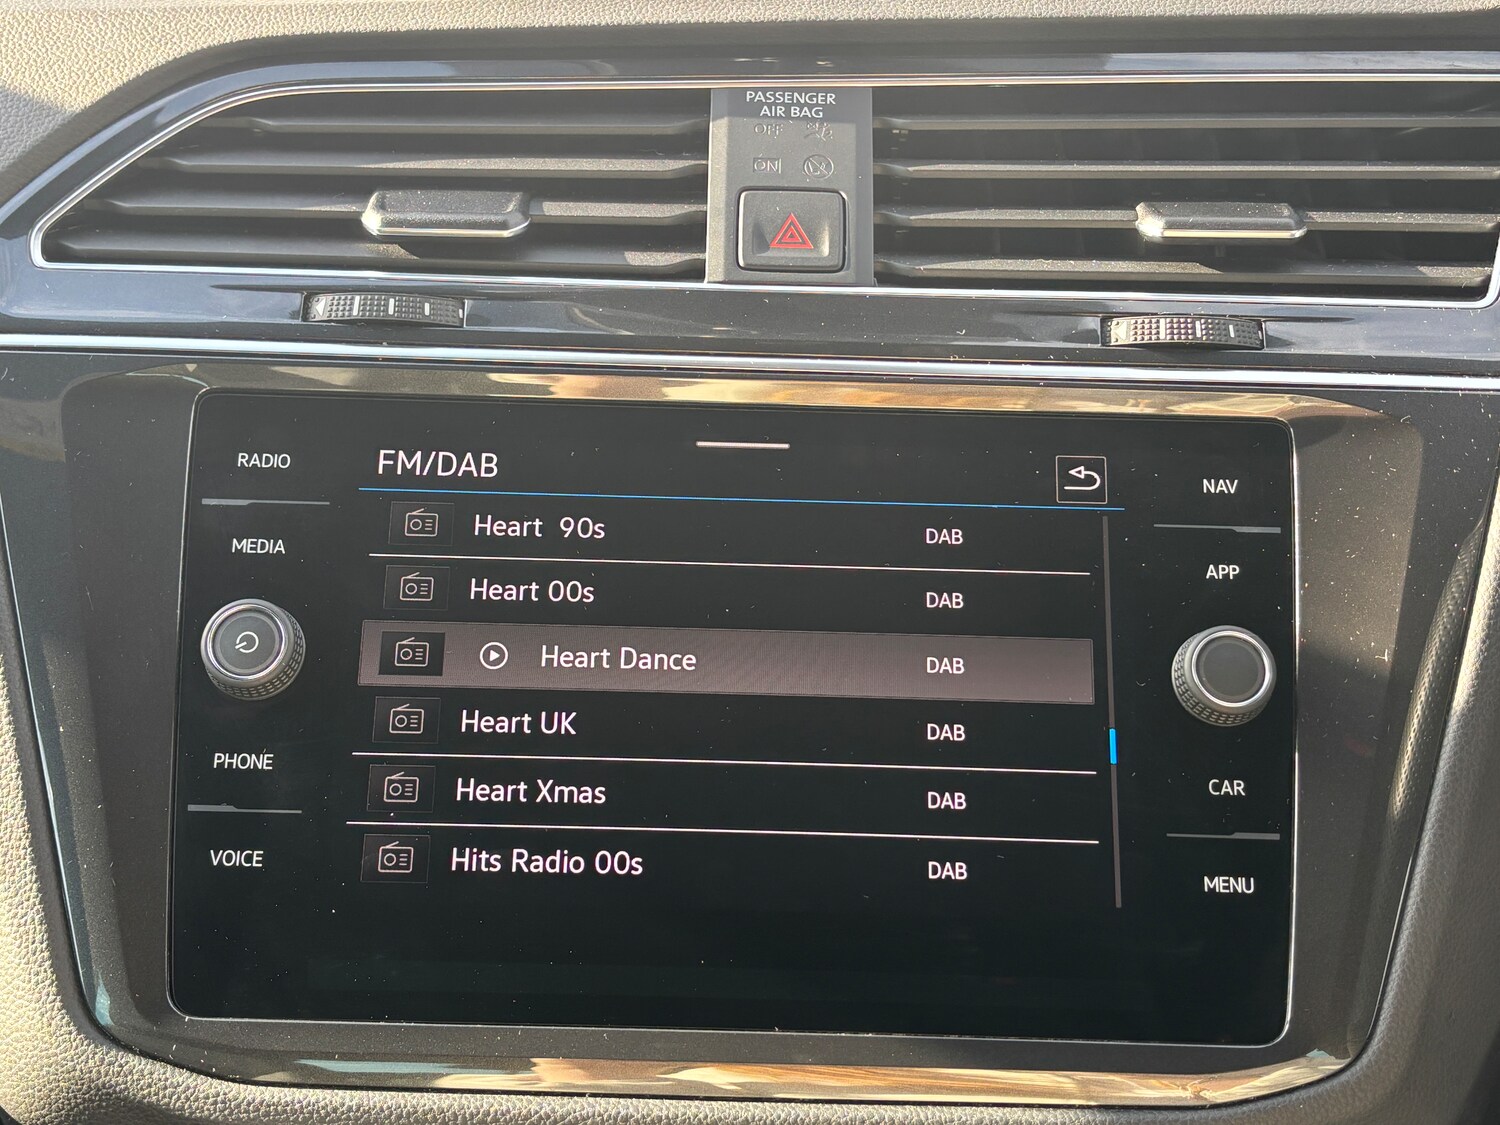 PASSENGER
AIR BAG
OFF
ON
RADIO
FM/DAB
NAV
MEDIA
APP
Heart 90s DAB
Heart 00s DAB
Heart Dance DAB
Heart UK DAB
Heart Xmas DAB
Hits Radio 00s DAB
PHONE
CAR
VOICE
MENU